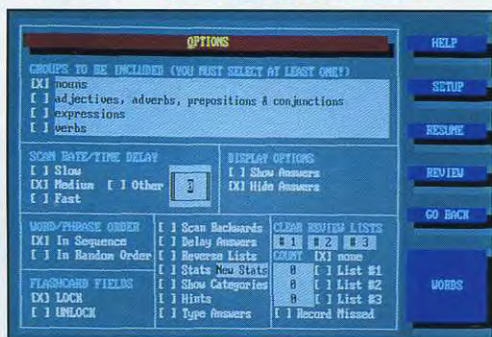 OPTIONS
GROUPS TO BE INCLUDED (YOU MUST SELECT AT LEAST ONE!)
[X] nouns
[ ] adjectives, adverbs, prepositions & conjunctions
[ ] expressions
[ ] verbs
SCAN RATE/TIME DELAY
[ ] Slow
[X] Medium [ ] Other
[ ] Fast
DISPLAY OPTIONS
[ ] Show Answers
[X] Hide Answers
WORD/PHRASE ORDER
[X] In Sequence
[ ] In Random Order
FLASHCARD FIELDS
[X] LOCK
[ ] UNLOCK
[ ] Scan Backwards
[ ] Delay Answers
[ ] Reverse Lists
[ ] Stats New Stats
[ ] Show Categories
[ ] Hints
[ ] Type Answers
CLEAR REVIEW LISTS
# 1 # 2 # 3
COUNT [X] none
0 [ ] List #1
0 [ ] List #2
0 [ ] List #3
[ ] Record Missed
HELP
SETUP
RESUME
REVIEW
GO BACK
WORDS